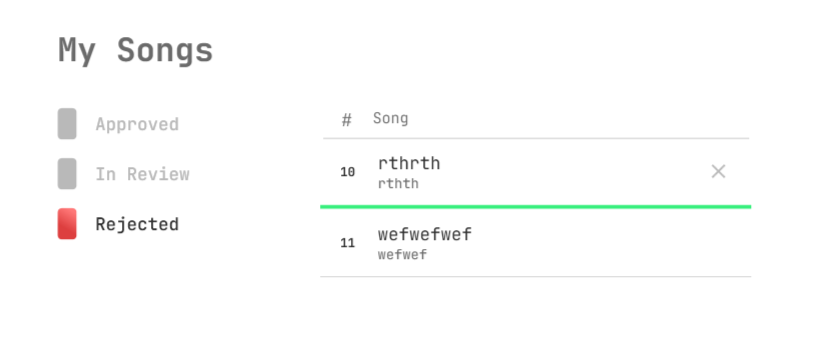 My Songs
Approved
In Review
Rejected
# Song
10 rthrth
rthth
11 wefwefwef
wefwef